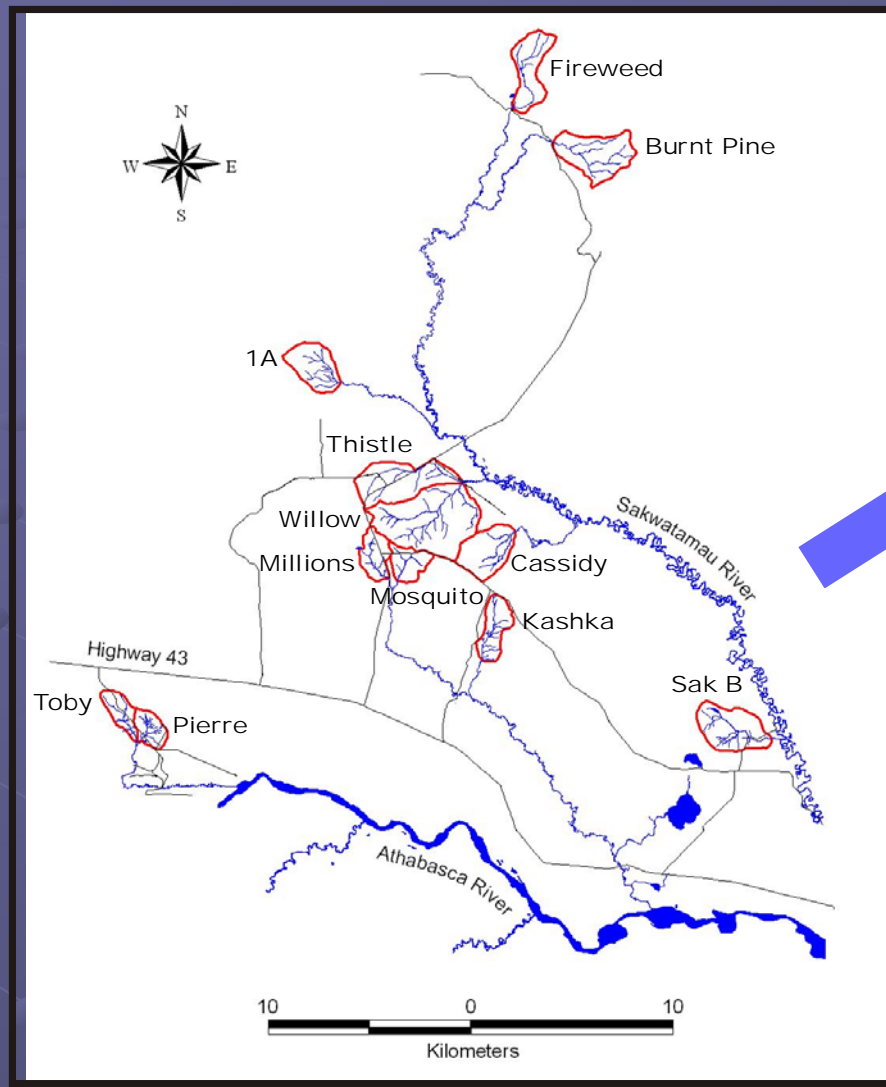 Fireweed
Burnt Pine
N
W E
S
1A
Thistle
Willow
Sakwatamau River
Millions
Cassidy
Mosquito
Kashka
Highway 43
Sak B
Toby
Pierre
Athabasca River
10 0 10
Kilometers